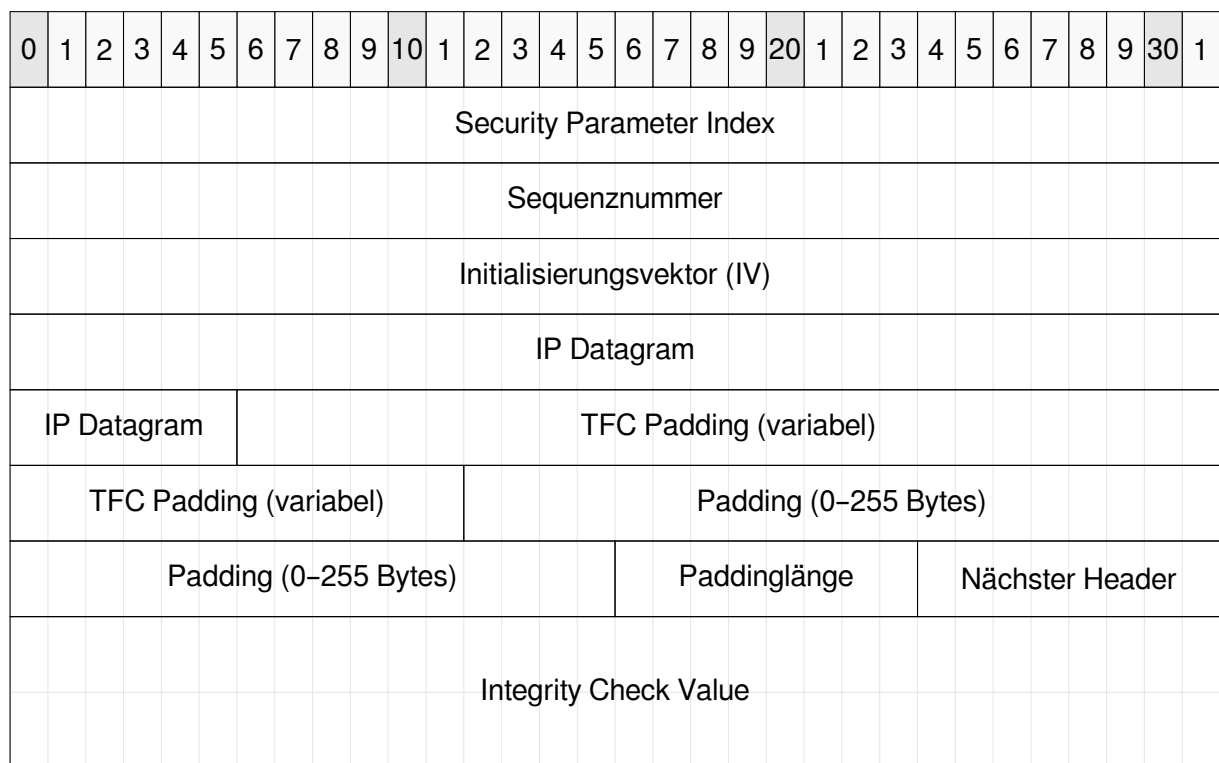 0 1 2 3 4 5 6 7 8 9 10 1 2 3 4 5 6 7 8 9 20 1 2 3 4 5 6 7 8 9 30 1
Security Parameter Index
Sequenznummer
Initialisierungsvektor (IV)
IP Datagram
IP Datagram TFC Padding (variabel)
TFC Padding (variabel) Padding (0–255 Bytes)
Padding (0–255 Bytes) Paddinglänge Nächster Header
Integrity Check Value